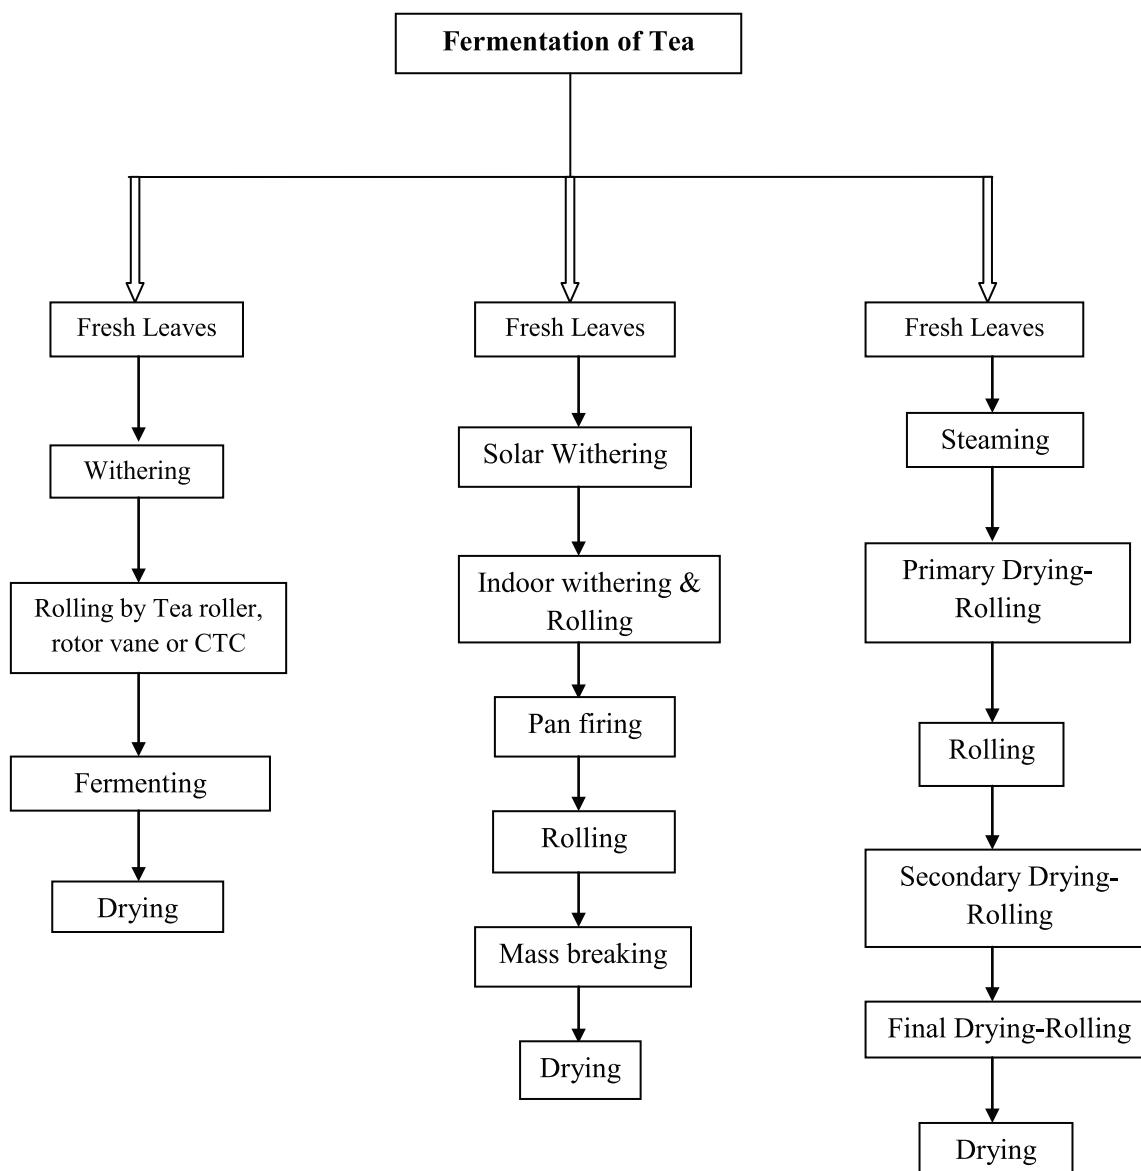 Fermentation of Tea
Fresh Leaves
Withering
Rolling by Tea roller,
rotor vane or CTC
Fermenting
Drying
Fresh Leaves
Solar Withering
Indoor withering &
Rolling
Pan firing
Rolling
Mass breaking
Drying
Fresh Leaves
Steaming
Primary Drying-
Rolling
Rolling
Secondary Drying-
Rolling
Final Drying-Rolling
Drying